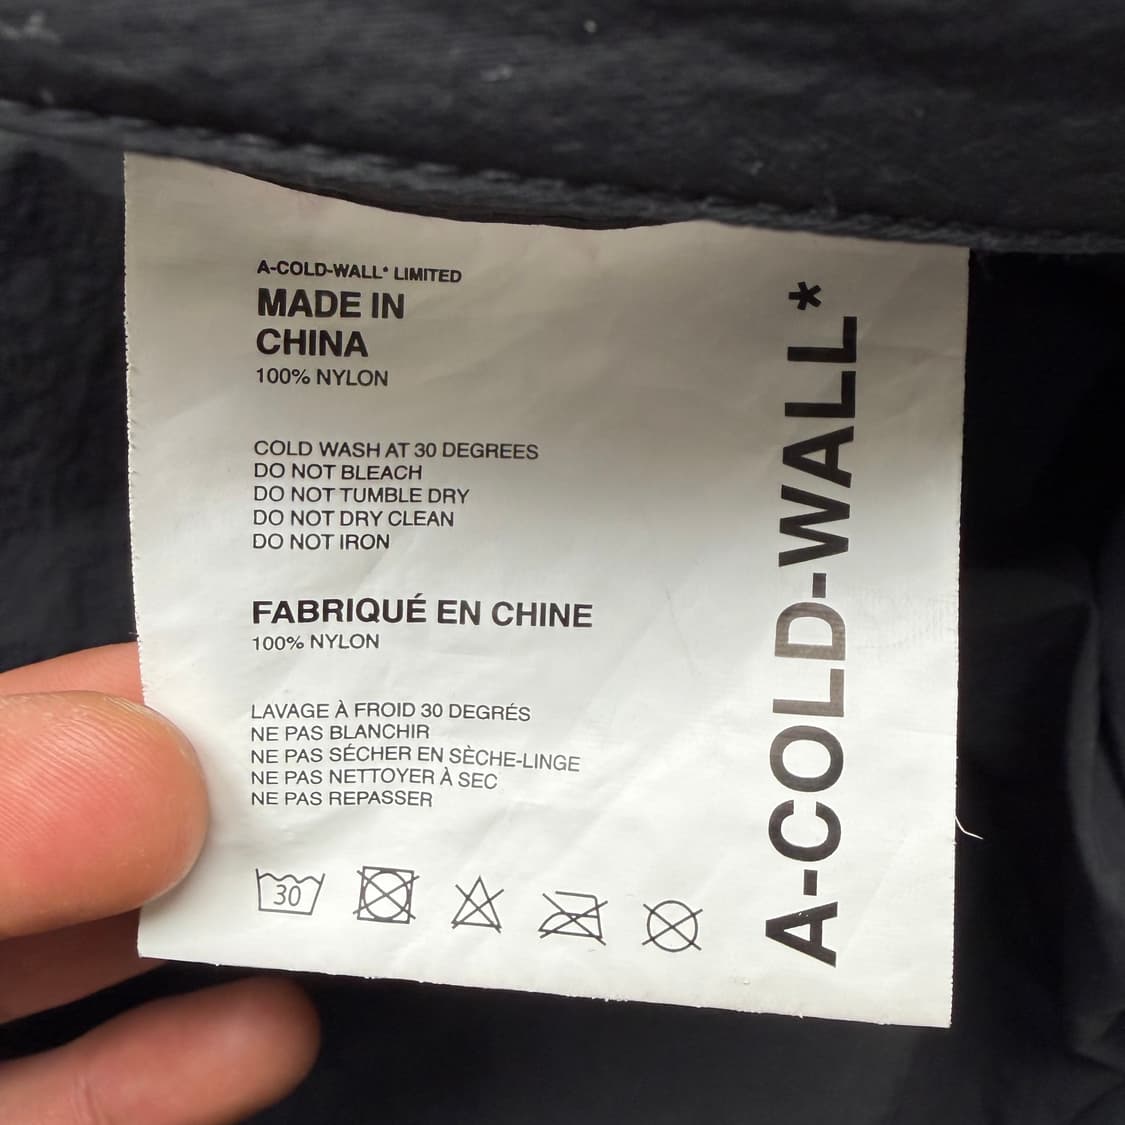 A-COLD-WALL* LIMITED
MADE IN
CHINA
100% NYLON
COLD WASH AT 30 DEGREES
DO NOT BLEACH
DO NOT TUMBLE DRY
DO NOT DRY CLEAN
DO NOT IRON
FABRIQUÉ EN CHINE
100% NYLON
LAVAGE À FROID 30 DEGRÉS
NE PAS BLANCHIR
NE PAS SÉCHER EN SÈCHE-LINGE
NE PAS NETTOYER À SEC
NE PAS REPASSER
30
A-COLD-WALL*